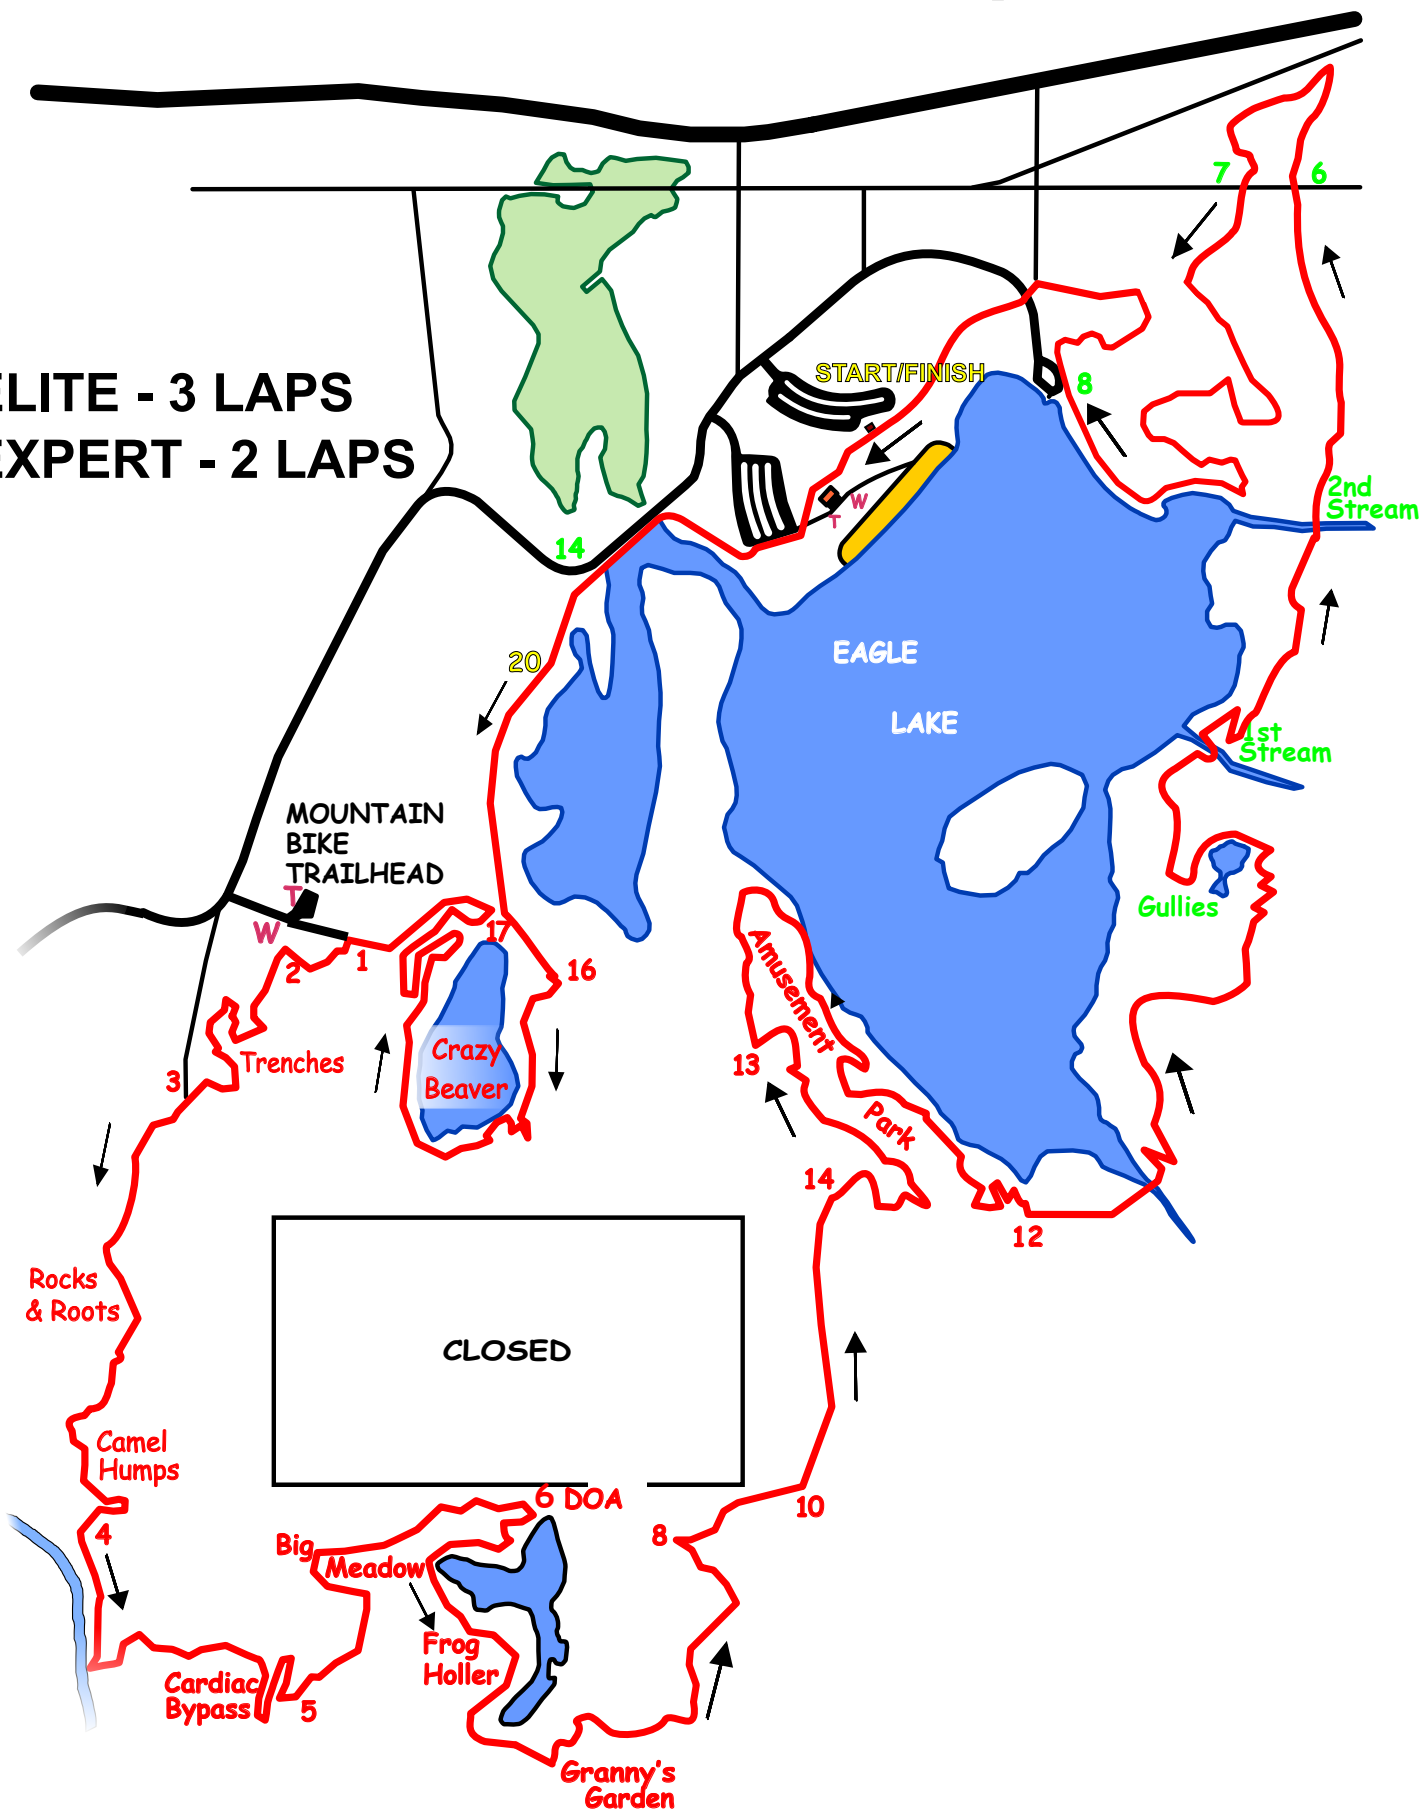 7
6
START/FINISH
ELITE - 3 LAPS
8
EXPERT - 2 LAPS
W
T
2nd
Stream
14
EAGLE
20
LAKE
1st
Stream
MOUNTAIN
BIKE
TRAILHEAD
T
W
Gullies
17
1
2
16
Amusement
Trenches
Crazy
Beaver
3
13
Park
14
12
Rocks
& Roots
CLOSED
Camel
Humps
6 DOA
10
4
8
Big
Meadow
Frog
Holler
Cardiac
Bypass
5
Granny's
Garden